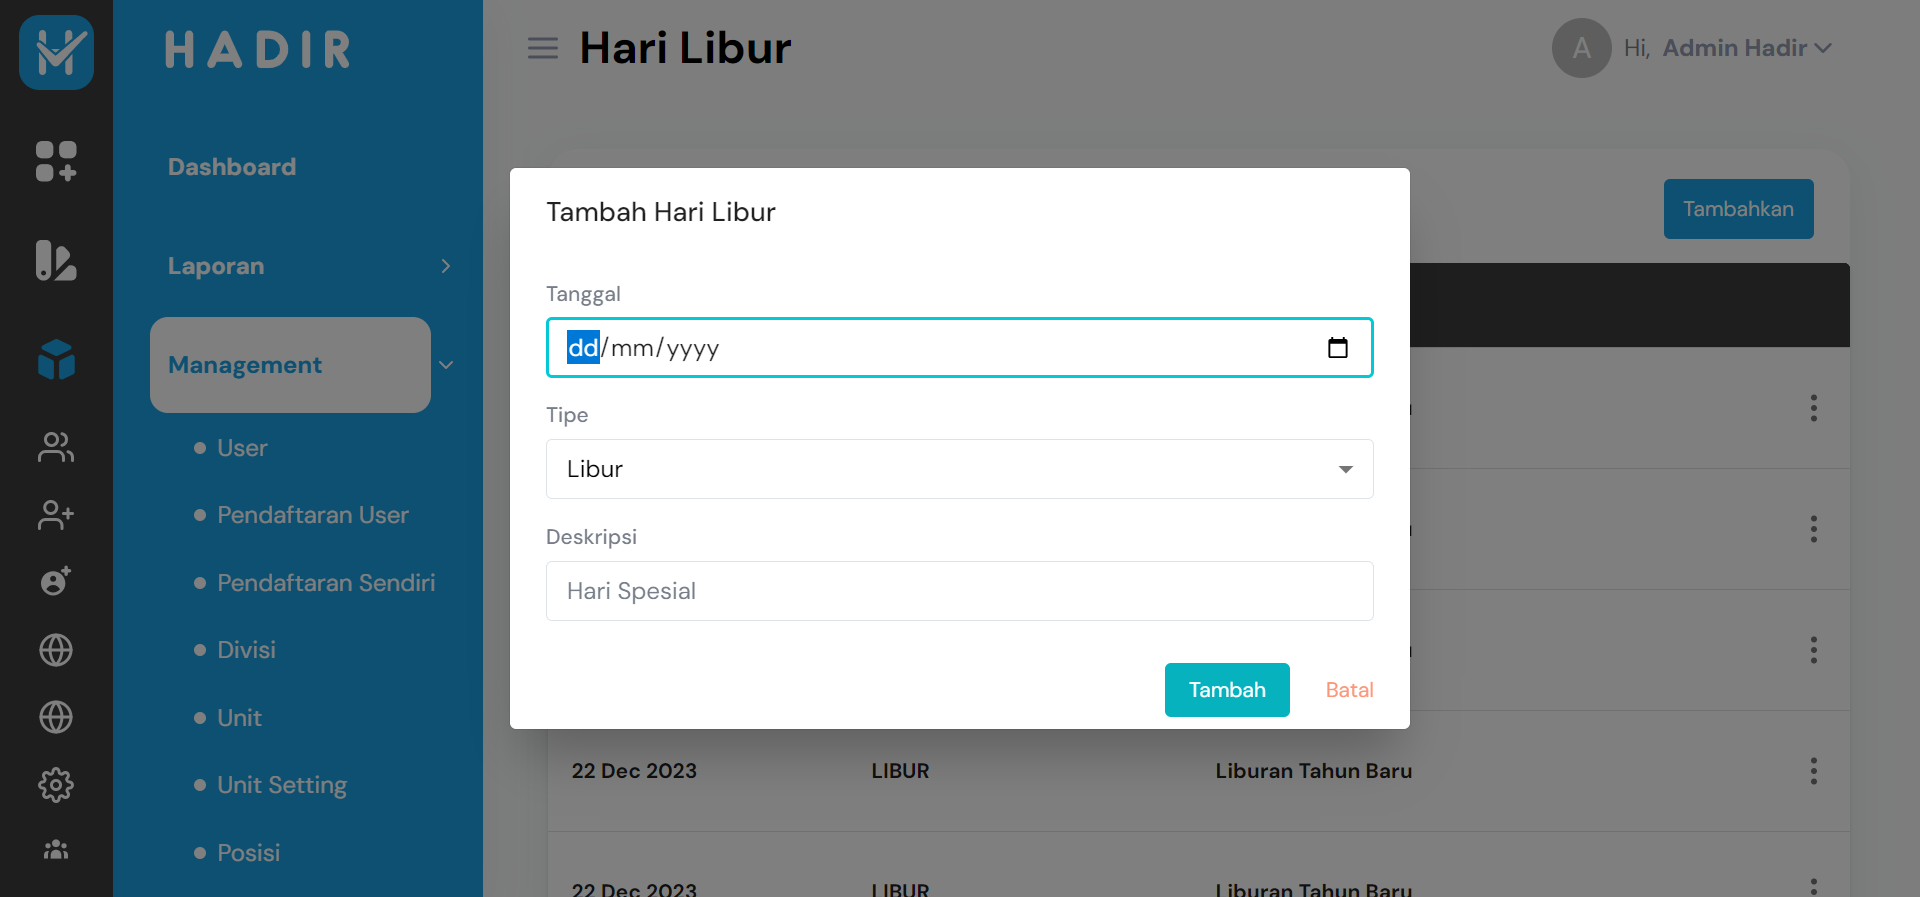 HADIR
Hari Libur
A
Hi, Admin Hadir
Dashboard
Laporan
Management
User
Pendaftaran User
Pendaftaran Sendiri
Divisi
Unit
Unit Setting
Posisi
Tambahkan
Tambah Hari Libur
Tanggal
dd/mm/yyyy
Tipe
Libur
Deskripsi
Hari Spesial
Tambah Batal
22 Dec 2023 LIBUR Liburan Tahun Baru
22 Dec 2023 LIBUR Liburan Tahun Baru